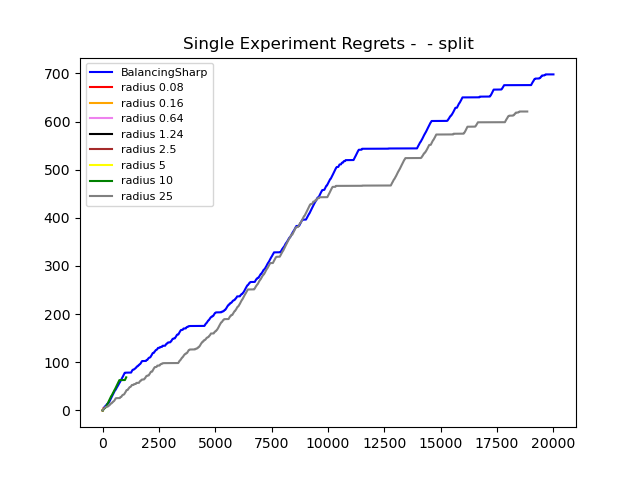 Single Experiment Regrets -  - split
BalancingSharp
radius 0.08
radius 0.16
radius 0.64
radius 1.24
radius 2.5
radius 5
radius 10
radius 25
700
600
500
400
300
200
100
0
0 2500 5000 7500 10000 12500 15000 17500 20000